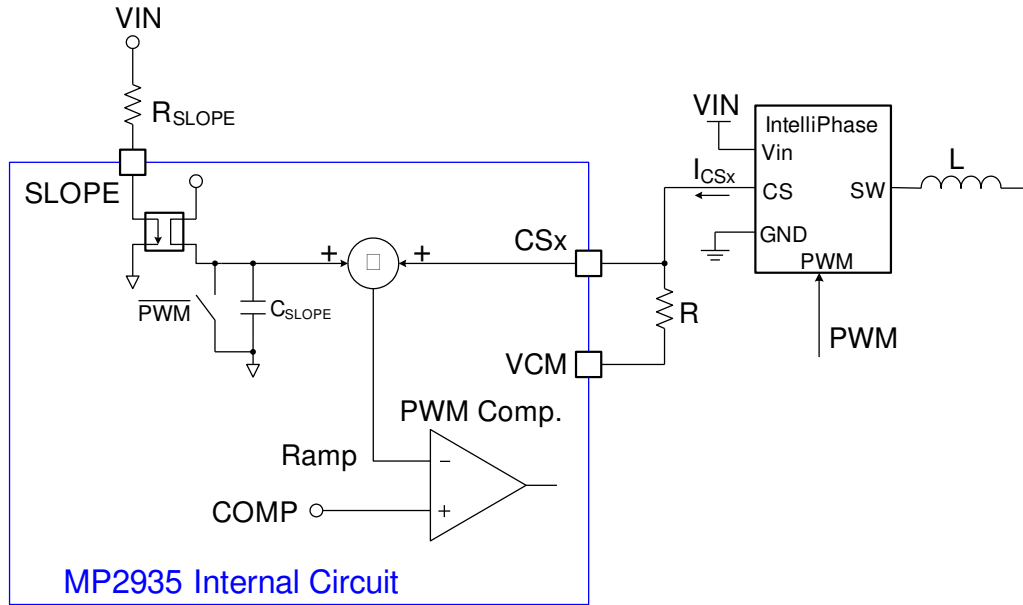 VIN
RSLOPE
SLOPE
PWM
CSLOPE
+
+
CSx
VCM
PWM Comp.
Ramp
−
COMP
+
MP2935 Internal Circuit
VIN
ICSx
R
IntelliPhase
Vin
CS
SW
GND
PWM
L
PWM